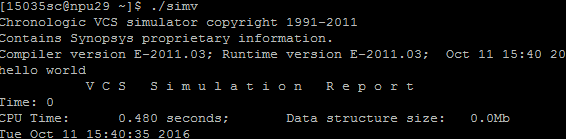 [15035sc@npu29 ~]$ ./simv
Chronologic VCS simulator copyright 1991-2011
Contains Synopsys proprietary information.
Compiler version E-2011.03; Runtime version E-2011.03;  Oct 11 15:40 20
hello world
V C S   S i m u l a t i o n   R e p o r t
Time: 0
CPU Time:      0.480 seconds;       Data structure size:   0.0Mb
Tue Oct 11 15:40:35 2016